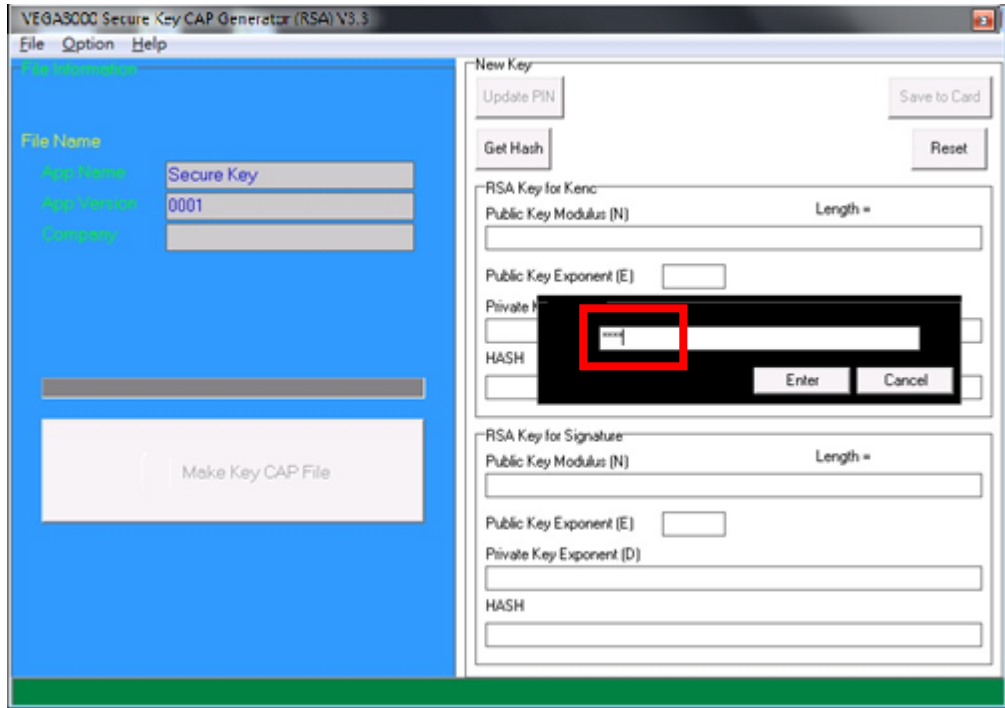 VEGA3000 Secure Key CAP Generator (RSA) V3.3
File Option Help
File Information
File Name
App Name Secure Key
App Version 0001
Company
Make Key CAP File
New Key
Update PIN Save to Card
Get Hash Reset
RSA Key for Kenc
Public Key Modulus (N) Length =
Public Key Exponent (E)
Private
****
HASH
Enter Cancel
RSA Key for Signature
Public Key Modulus (N) Length =
Public Key Exponent (E)
Private Key Exponent (D)
HASH